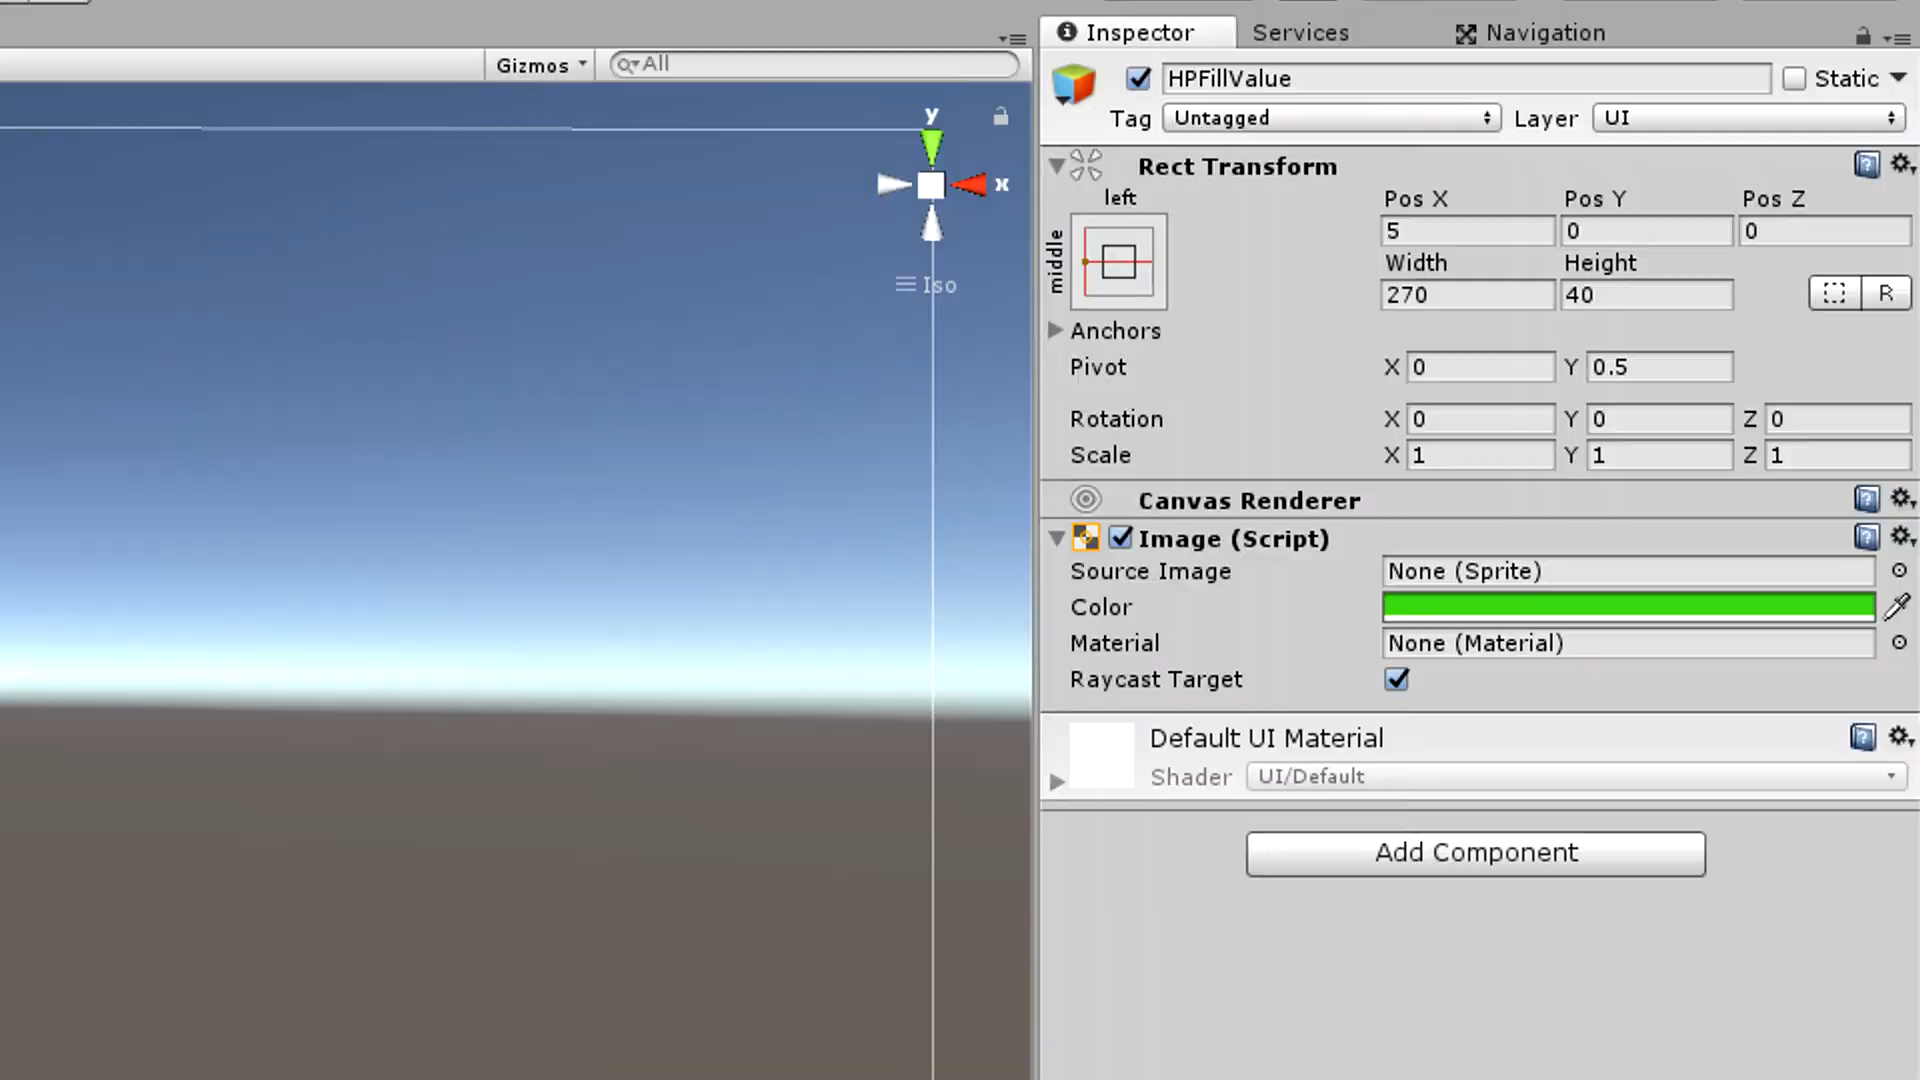 Inspector Services Navigation
Gizmos All
HPFillValue Static
Tag Untagged Layer UI
Rect Transform
left Pos X Pos Y Pos Z
middle 5 0 0
Width Height
270 40 R
Anchors
Pivot X 0 Y 0.5
Rotation X 0 Y 0 Z 0
Scale X 1 Y 1 Z 1
Canvas Renderer
Image (Script)
Source Image None (Sprite)
Color
Material None (Material)
Raycast Target
Default UI Material
Shader UI/Default
Add Component
y
x
Iso